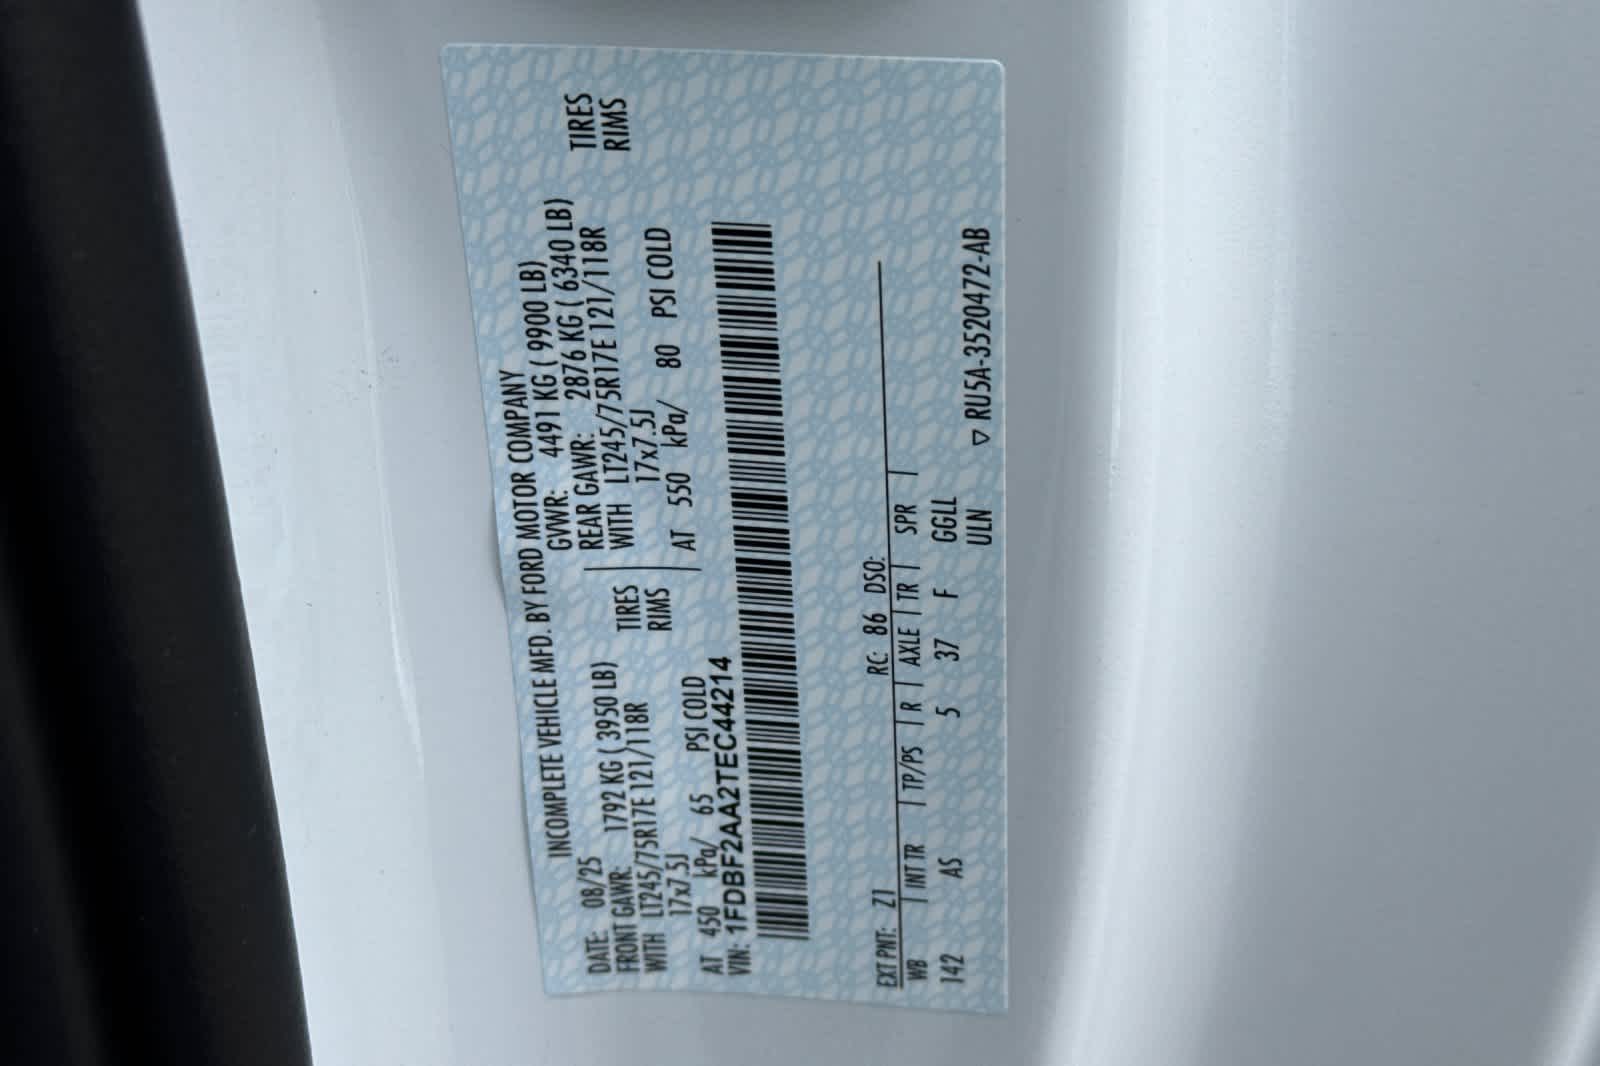 INCOMPLETE VEHICLE MFD. BY FORD MOTOR COMPANY
DATE: 08/25 GVWR: 4491 KG ( 9900 LB)
FRONT GAWR: 1792 KG ( 3950 LB) REAR GAWR: 2876 KG ( 6340 LB)
WITH LT245/75R17E 121/118R TIRES WITH LT245/75R17E 121/118R TIRES
17x7.5J RIMS 17x7.5J RIMS
AT 450 kPa/ 65 PSI COLD AT 550 kPa/ 80 PSI COLD
VIN: 1FDBF2AA2TEC44214
EXT PNT: Z1 RC: 86 DSO:
WB | INT TR | TP/PS | R | AXLE | TR | SPR |
142 AS 5 37 F GGLL
ULN ▽ RU5A-3520472-AB